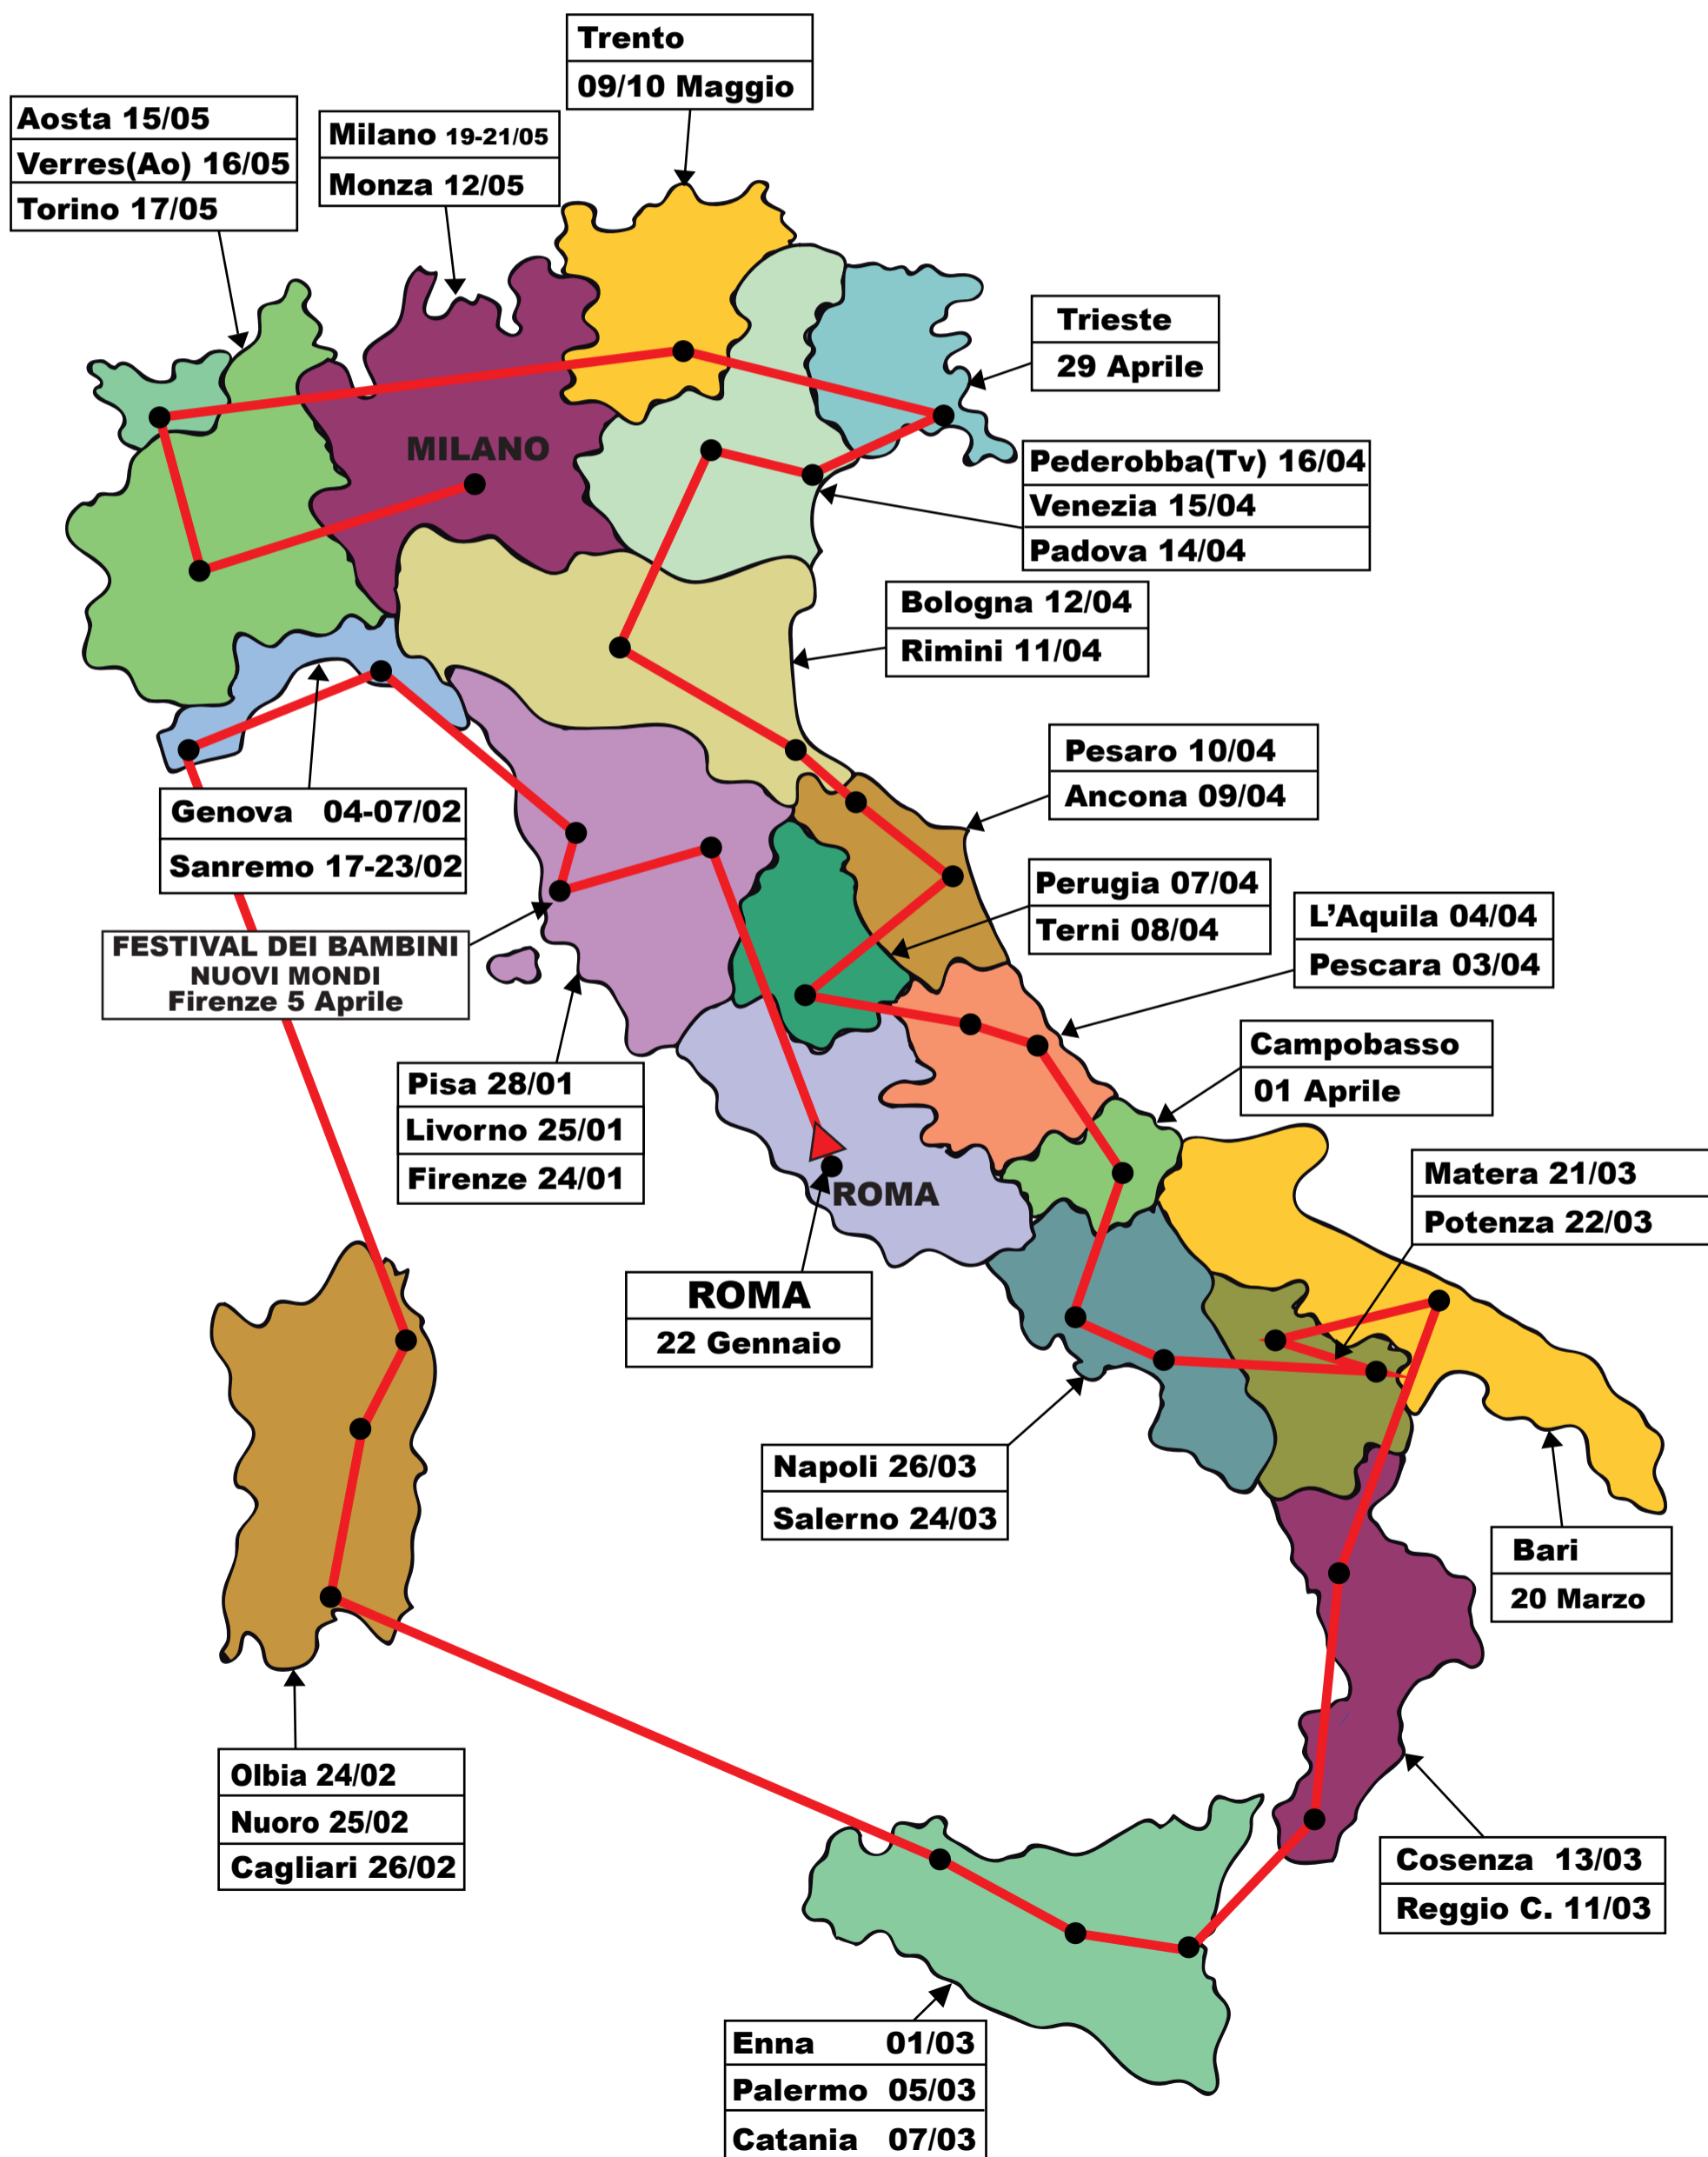 Trento
09/10 Maggio
Aosta 15/05
Verres(Ao) 16/05
Torino 17/05
Milano 19-21/05
Monza 12/05
Trieste
29 Aprile
MILANO
Pederobba(Tv) 16/04
Venezia 15/04
Padova 14/04
Bologna 12/04
Rimini 11/04
Pesaro 10/04
Ancona 09/04
Genova 04-07/02
Sanremo 17-23/02
Perugia 07/04
Terni 08/04
L’Aquila 04/04
Pescara 03/04
FESTIVAL DEI BAMBINI
NUOVI MONDI
Firenze 5 Aprile
Campobasso
01 Aprile
Pisa 28/01
Livorno 25/01
Firenze 24/01
ROMA
Matera 21/03
Potenza 22/03
ROMA
22 Gennaio
Napoli 26/03
Salerno 24/03
Bari
20 Marzo
Olbia 24/02
Nuoro 25/02
Cagliari 26/02
Cosenza 13/03
Reggio C. 11/03
Enna 01/03
Palermo 05/03
Catania 07/03